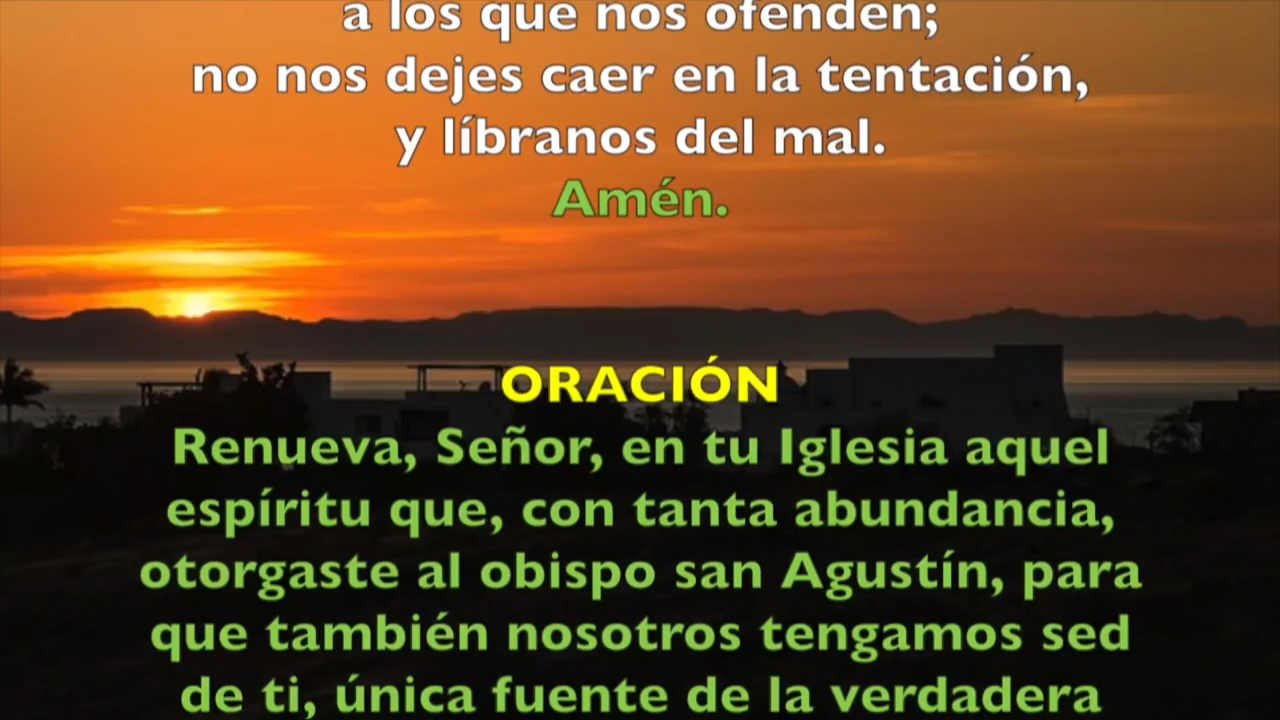 a los que nos ofenden;
no nos dejes caer en la tentación,
y líbranos del mal.
Amén.
ORACIÓN
Renueva, Señor, en tu Iglesia aquel
espíritu que, con tanta abundancia,
otorgaste al obispo san Agustín, para
que también nosotros tengamos sed
de ti, única fuente de la verdadera